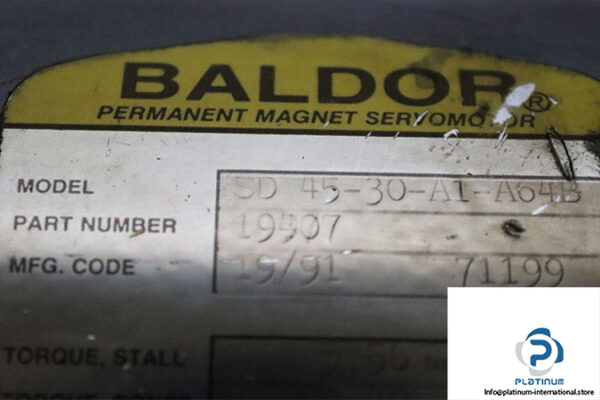 BALDOR®
PERMANENT MAGNET SERVOMOTOR
MODEL SD 45-30-A1-A64B
PART NUMBER 19407
MFG. CODE 19/91 71199
TORQUE, STALL
PLATINUM
info@platinum-international.store